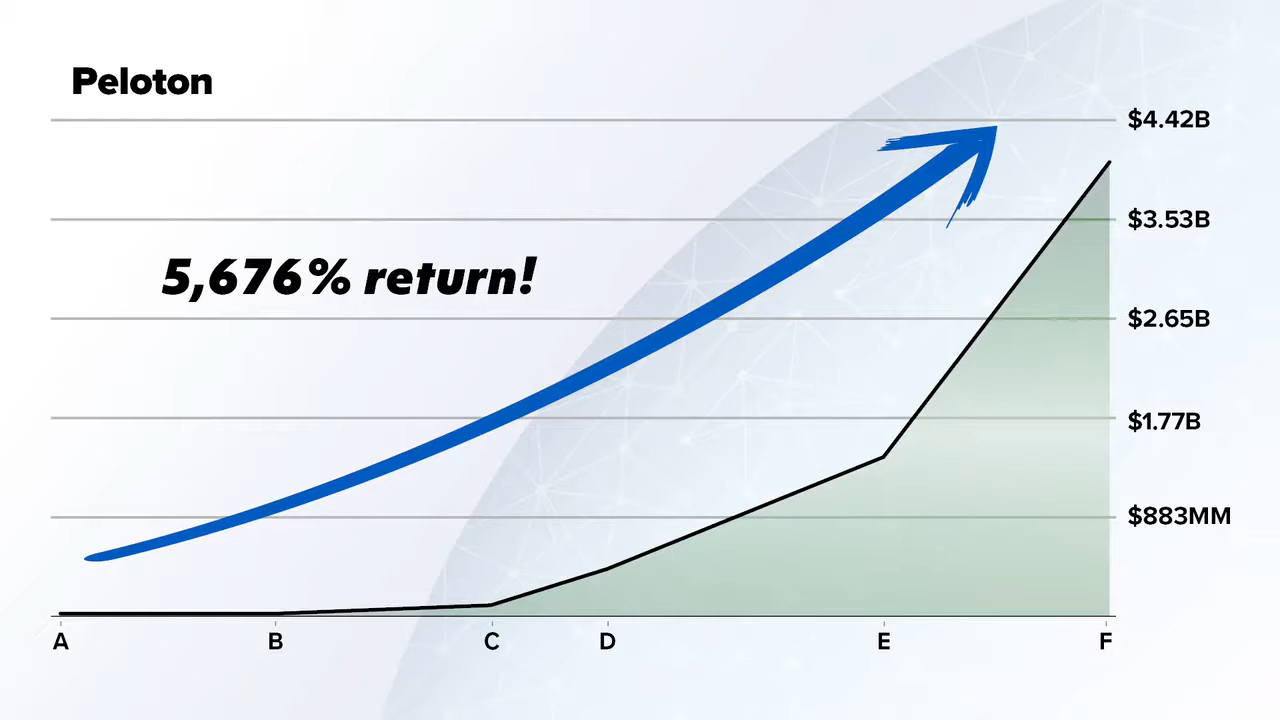 Peloton
$4.42B
$3.53B
5,676% return!
$2.65B
$1.77B
$883MM
A B C D E F